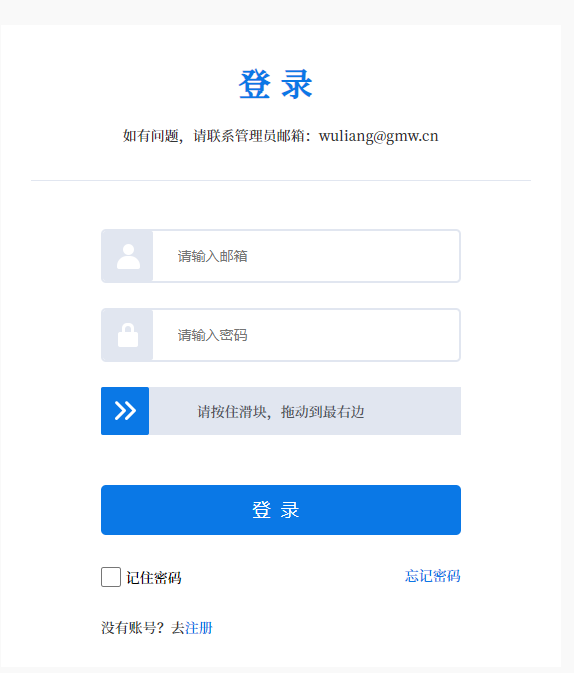 登 录
如有问题，请联系管理员邮箱：wuliang@gmw.cn
请输入邮箱
请输入密码
请按住滑块，拖动到最右边
登 录
记住密码 忘记密码
没有账号？去注册